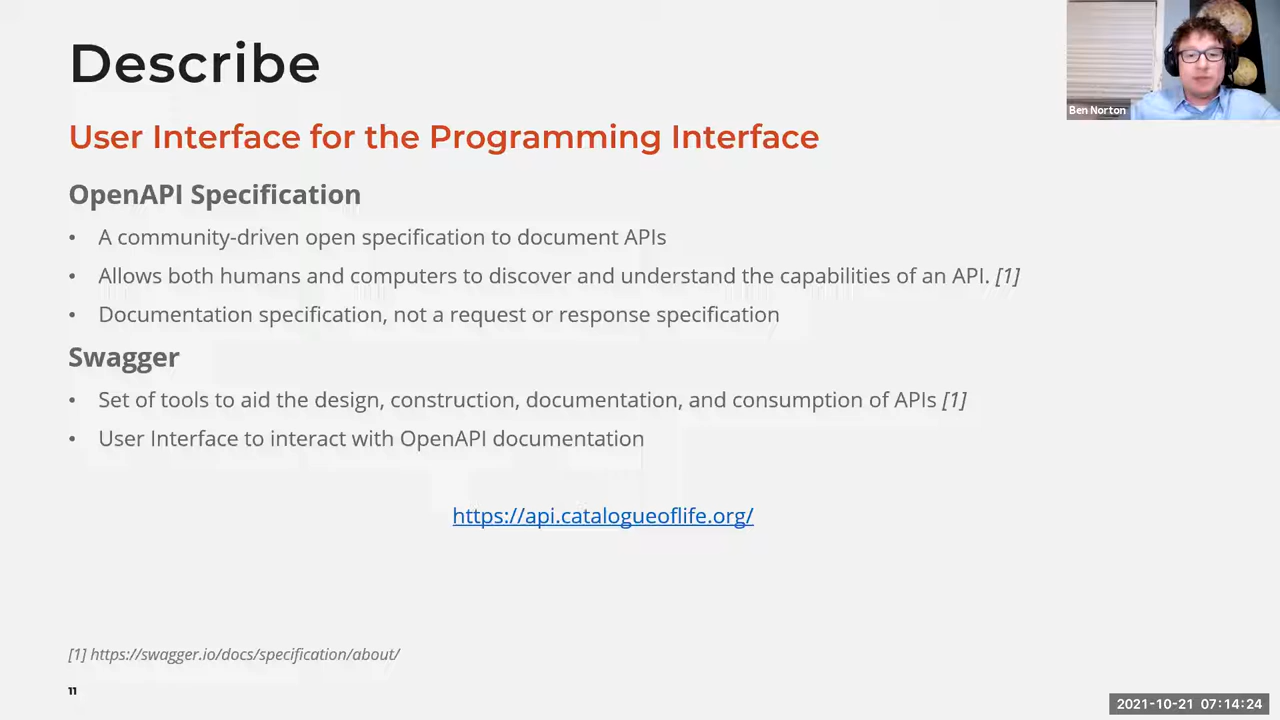 Describe
Ben Norton
User Interface for the Programming Interface
OpenAPI Specification
• A community-driven open specification to document APIs
• Allows both humans and computers to discover and understand the capabilities of an API. [1]
• Documentation specification, not a request or response specification
Swagger
• Set of tools to aid the design, construction, documentation, and consumption of APIs [1]
• User Interface to interact with OpenAPI documentation
https://api.catalogueoflife.org/
[1] https://swagger.io/docs/specification/about/
11
2021-10-21 07:14:24